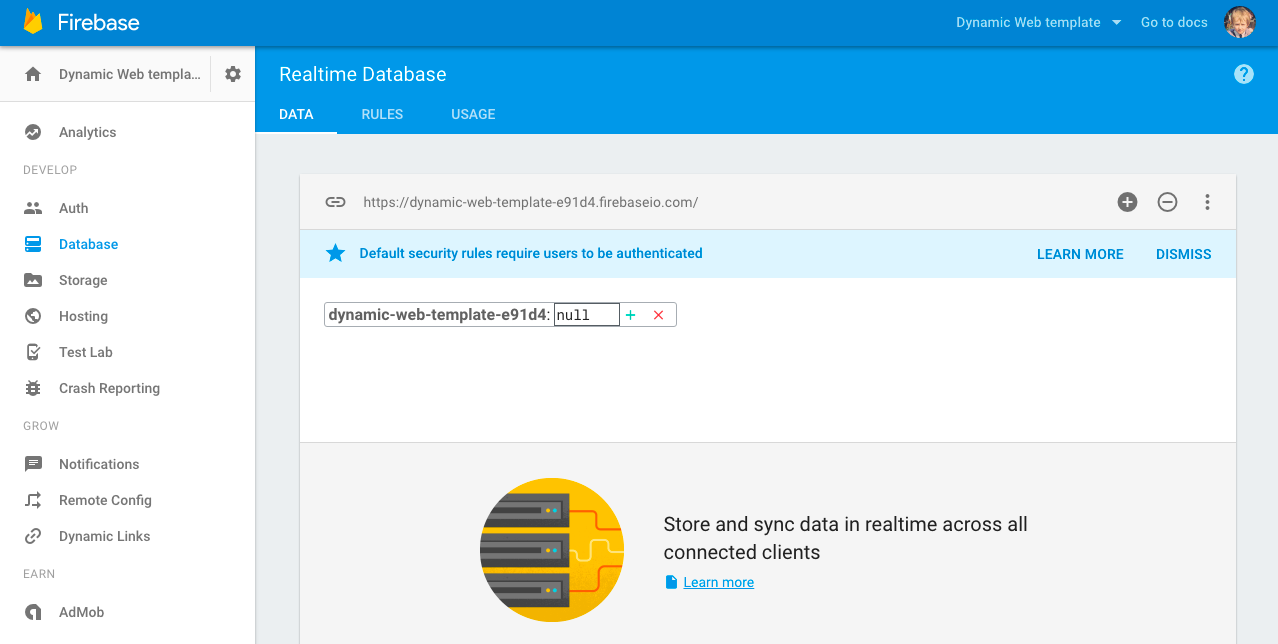 Firebase
Dynamic Web template
Go to docs
Dynamic Web templa...
Realtime Database
DATA
RULES
USAGE
Analytics
DEVELOP
Auth
Database
Storage
Hosting
Test Lab
Crash Reporting
GROW
Notifications
Remote Config
Dynamic Links
EARN
AdMob
https://dynamic-web-template-e91d4.firebaseio.com/
Default security rules require users to be authenticated
LEARN MORE
DISMISS
dynamic-web-template-e91d4: null
Store and sync data in realtime across all
connected clients
Learn more